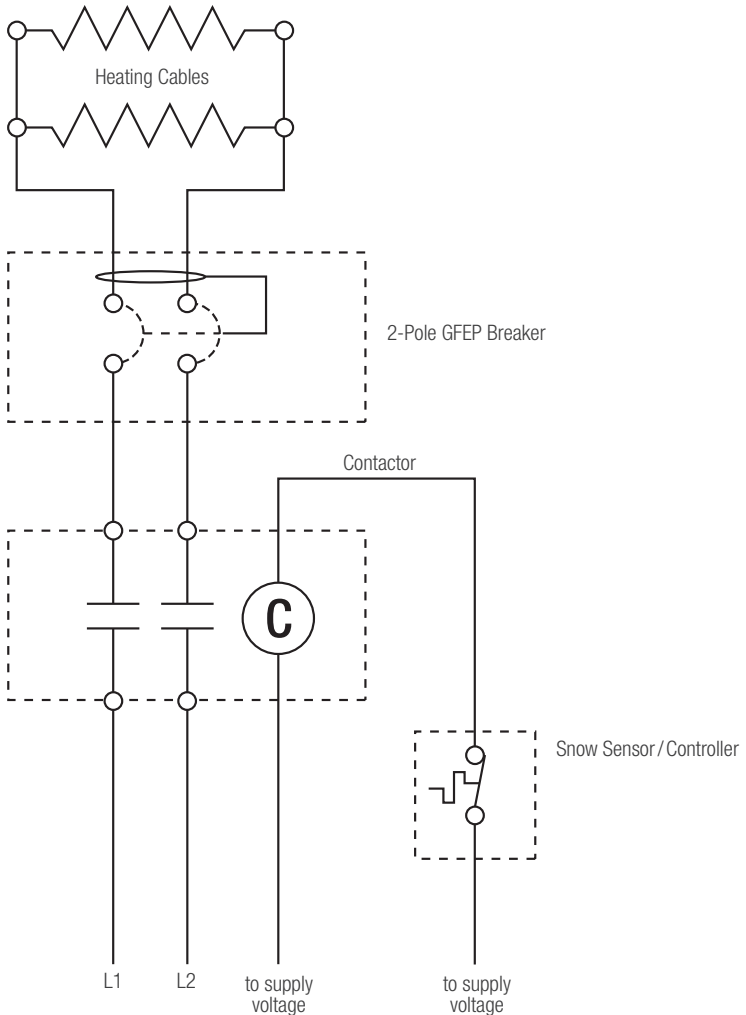 Heating Cables
2-Pole GFEP Breaker
Contactor
C
Snow Sensor/Controller
L1
L2
to supply
voltage
to supply
voltage